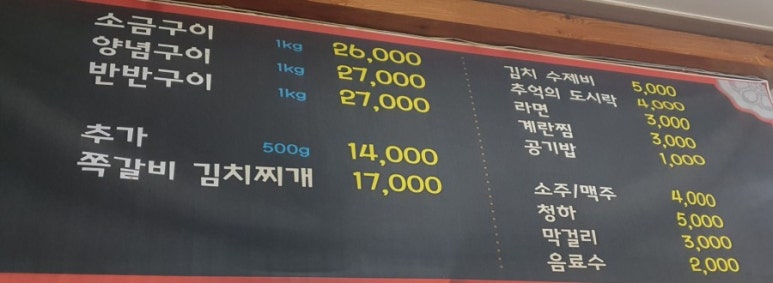 소금구이 1kg 26,000
양념구이 1kg 27,000
반반구이 1kg 27,000
추가 500g 14,000
쪽갈비 김치찌개 17,000
김치 수제비 5,000
추억의 도시락 4,000
라면 3,000
계란찜 3,000
공기밥 1,000
소주/맥주 4,000
청하 5,000
막걸리 3,000
음료수 2,000